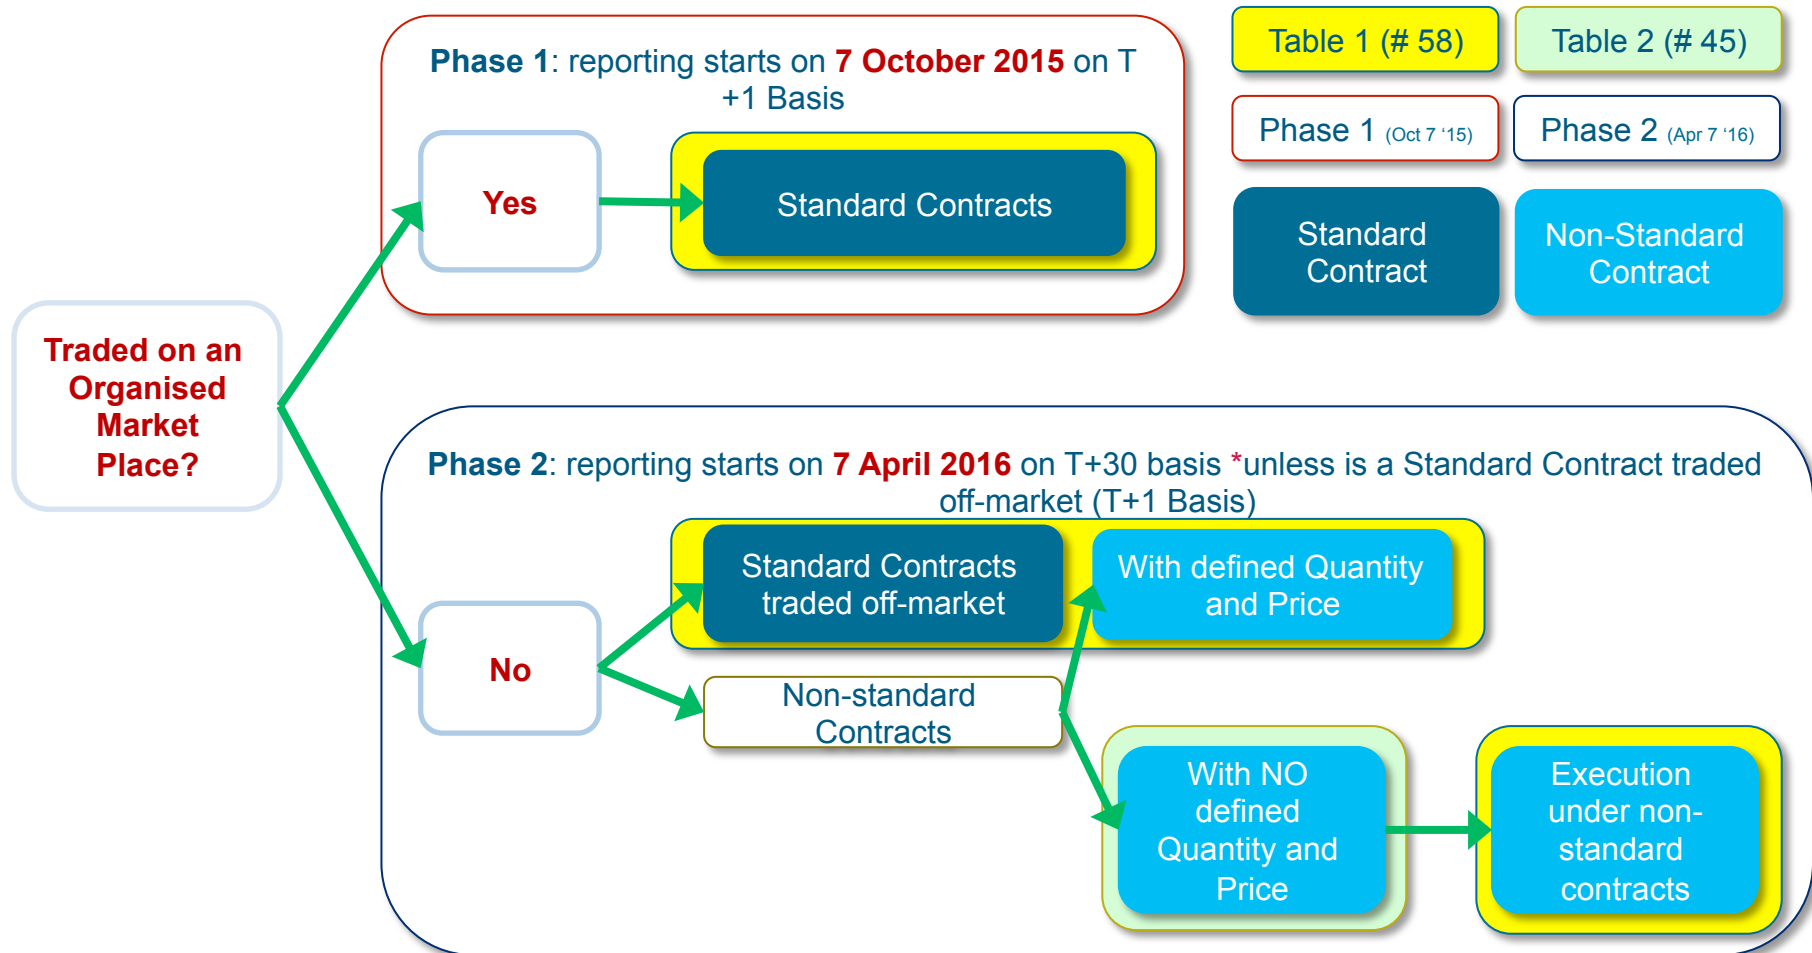 Phase 1: reporting starts on 7 October 2015 on T
+1 Basis
Yes
Standard Contracts
Table 1 (# 58)
Table 2 (# 45)
Phase 1 (Oct 7 ‘15)
Phase 2 (Apr 7 ‘16)
Standard
Contract
Non-Standard
Contract
Traded on an
Organised
Market
Place?
Phase 2: reporting starts on 7 April 2016 on T+30 basis *unless is a Standard Contract traded
off-market (T+1 Basis)
No
Standard Contracts
traded off-market
With defined Quantity
and Price
Non-standard
Contracts
With NO
defined
Quantity and
Price
Execution
under non-
standard
contracts